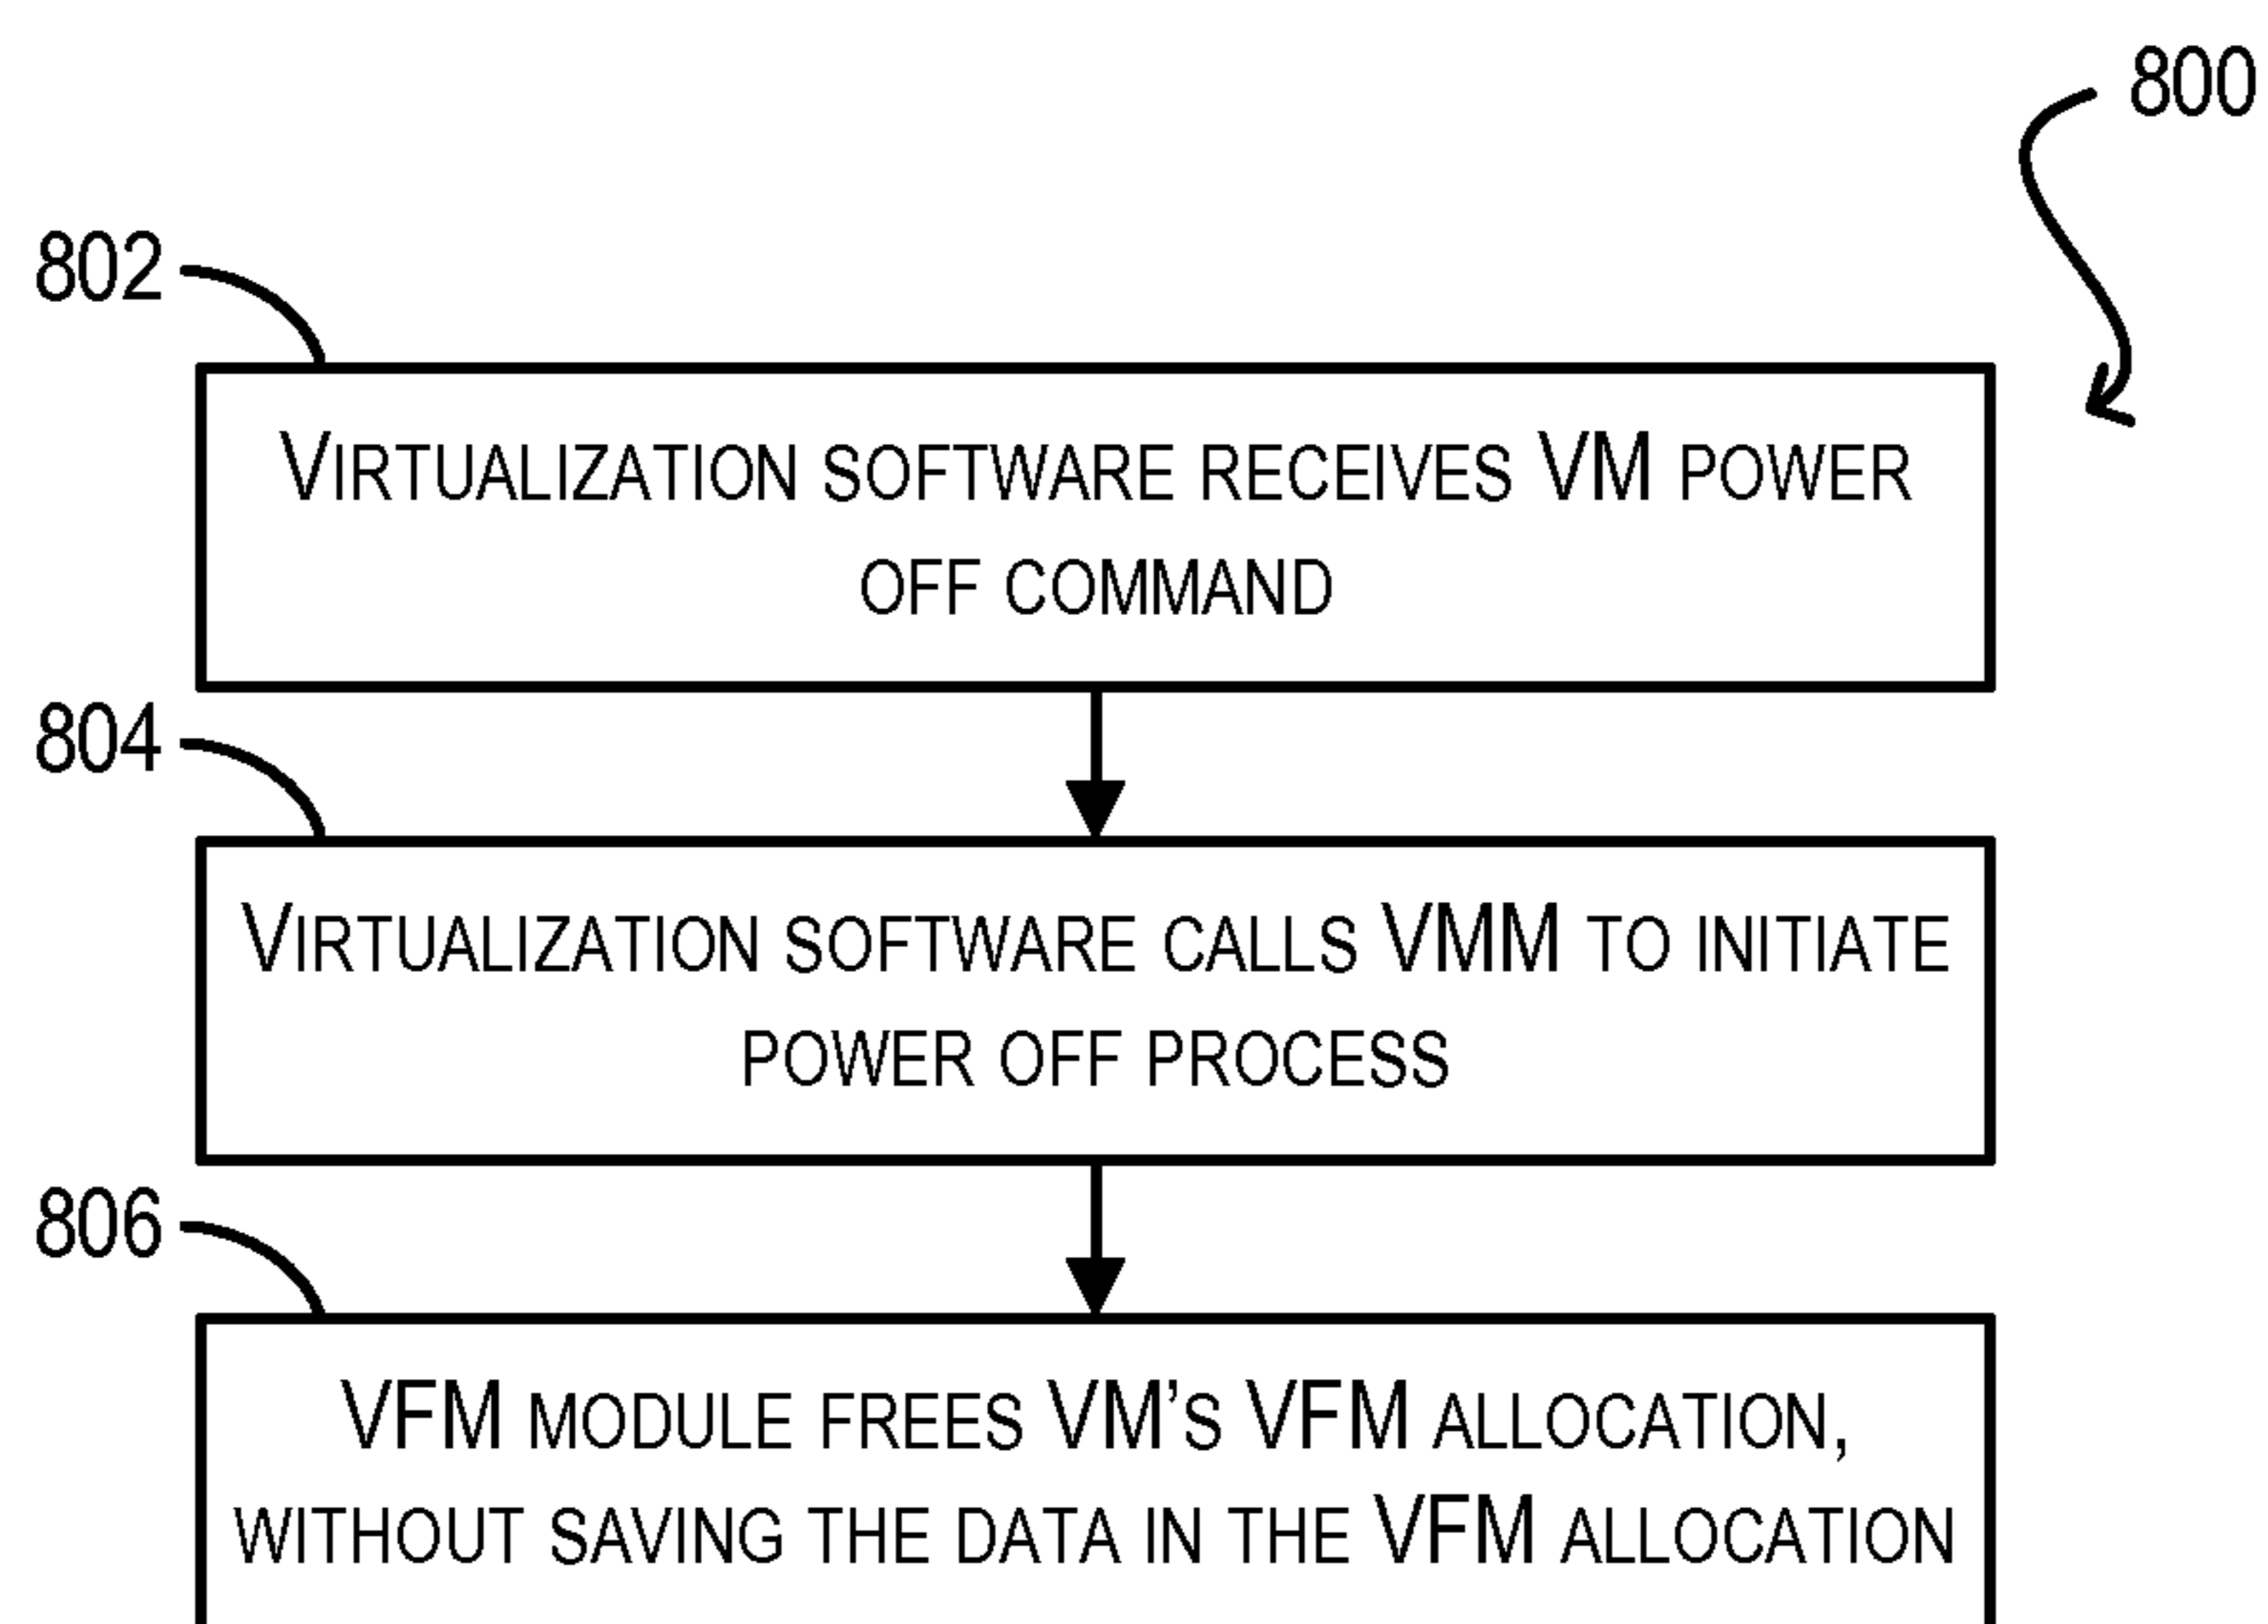 800
802
VIRTUALIZATION SOFTWARE RECEIVES VM POWER
OFF COMMAND
804
VIRTUALIZATION SOFTWARE CALLS VMM TO INITIATE
POWER OFF PROCESS
806
VFM MODULE FREES VM'S VFM ALLOCATION,
WITHOUT SAVING THE DATA IN THE VFM ALLOCATION